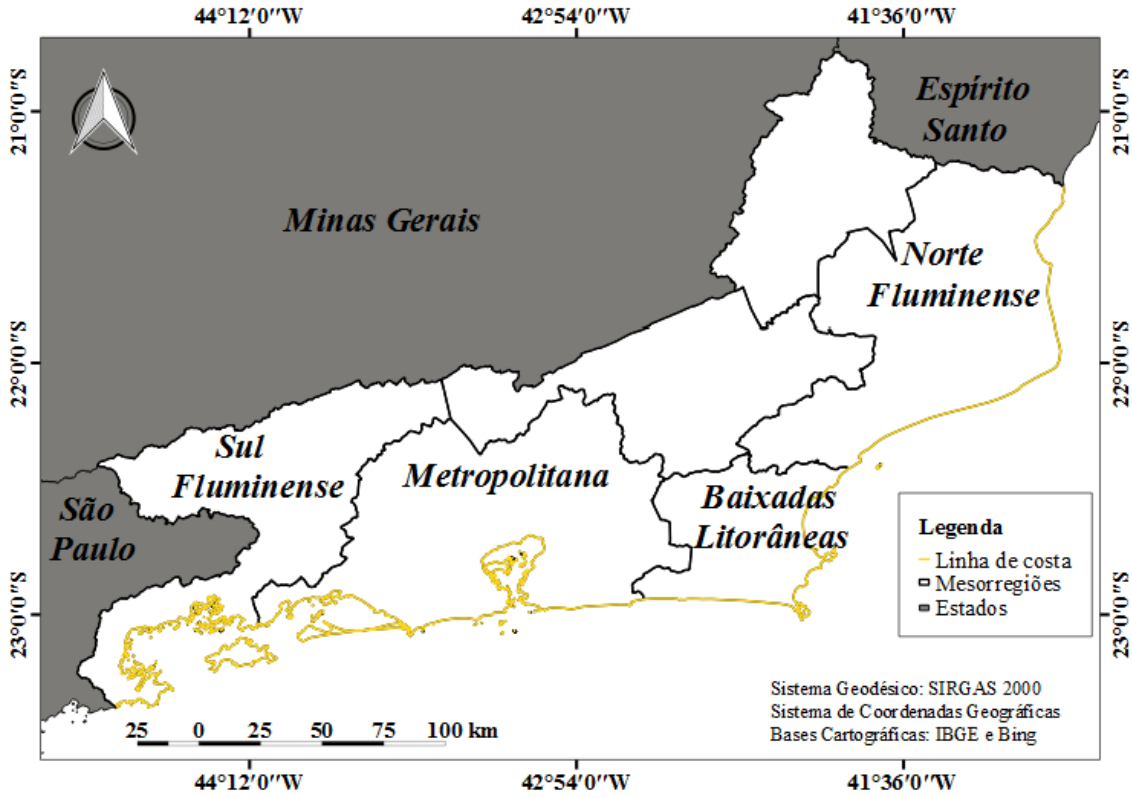 44°12'0''W 42°54'0''W 41°36'0''W
21°0'0''S
21°0'0''S
Espírito
Santo
Minas Gerais
Norte
Fluminense
22°0'0''S
22°0'0''S
Sul
Fluminense
Metropolitana
Baixadas
Litorâneas
São
Paulo
Legenda
Linha de costa
Mesorregiões
Estados
23°0'0''S
23°0'0''S
Sistema Geodésico: SIRGAS 2000
Sistema de Coordenadas Geográficas
Bases Cartográficas: IBGE e Bing
25 0 25 50 75 100 km
44°12'0''W 42°54'0''W 41°36'0''W